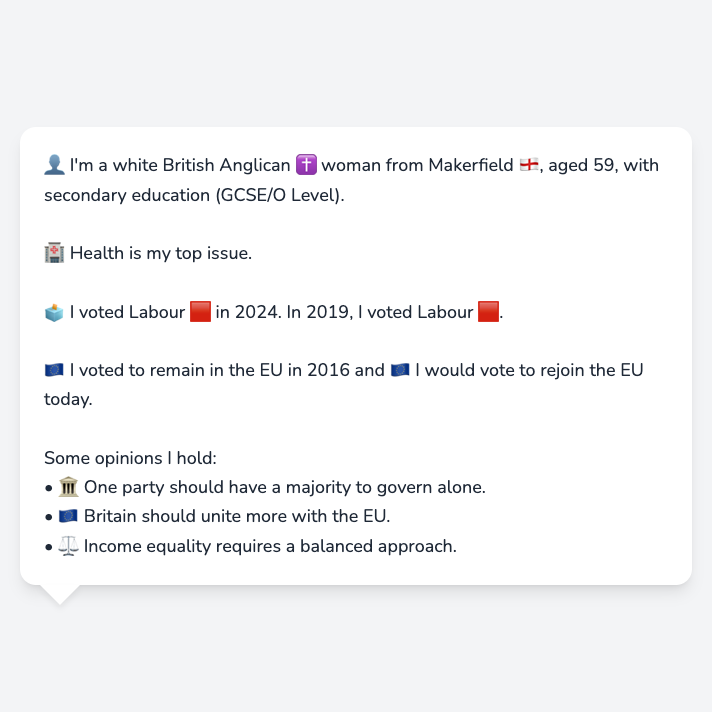 👤 I'm a white British Anglican ✝️ woman from Makerfield 🏴󠁧󠁢󠁥󠁮󠁧󠁿, aged 59, with
secondary education (GCSE/O Level).
🏥 Health is my top issue.
🗳️ I voted Labour 🟥 in 2024. In 2019, I voted Labour 🟥.
🇪🇺 I voted to remain in the EU in 2016 and 🇪🇺 I would vote to rejoin the EU
today.
Some opinions I hold:
• 🏛️ One party should have a majority to govern alone.
• 🇪🇺 Britain should unite more with the EU.
• ⚖️ Income equality requires a balanced approach.